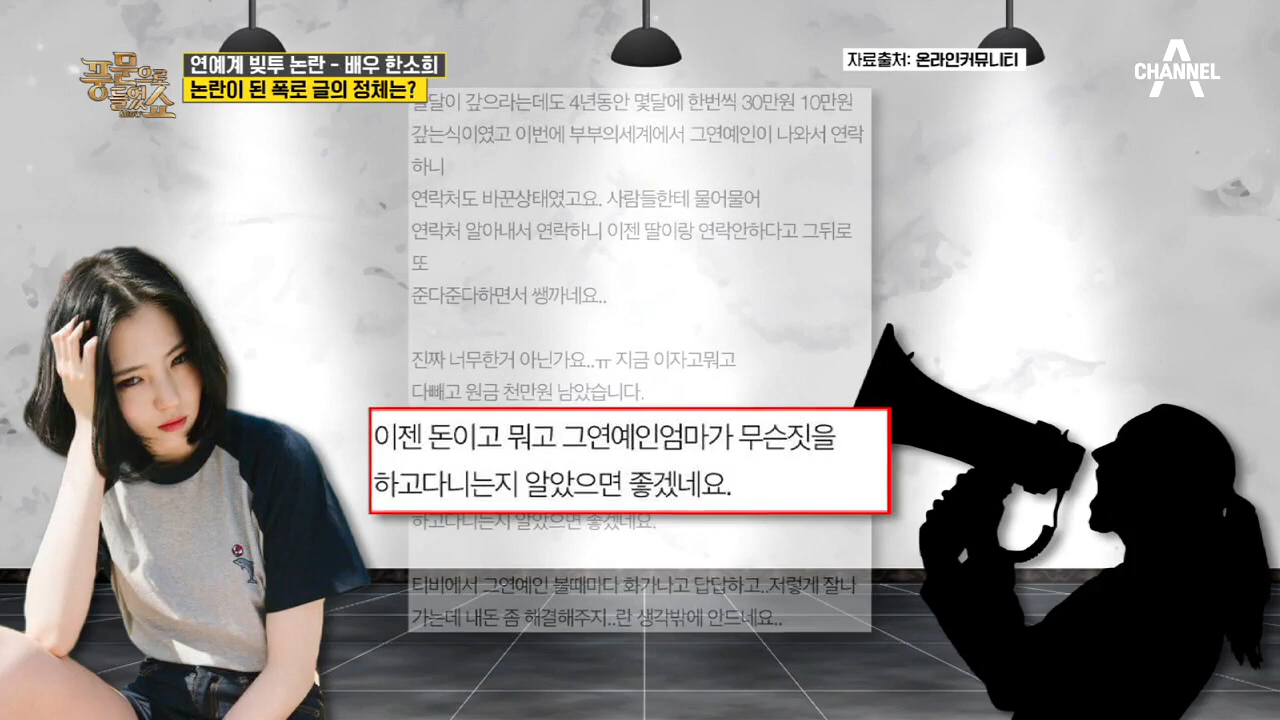 풍문으로
들었쇼
SHOW
연예계 빚투 논란 - 배우 한소희
논란이 된 폭로 글의 정체는?
자료출처: 온라인커뮤니티
CHANNEL A
갚으라는데도 4년동안 몇달에 한번씩 30만원 10만원
갚는식이였고 이번에 부부의세계에서 그연예인이 나와서 연락
하니
연락처도 바꾼상태였고요. 사람들한테 물어물어
연락처 알아내서 연락하니 이젠 딸이랑 연락안하다고 그뒤로
또
준다준다하면서 쌩까네요..
진짜 너무한거 아닌가요..ㅠ 지금 이자고뭐고
다빼고 원금 천만원 남았습니다.
이젠 돈이고 뭐고 그연예인엄마가 무슨짓을
하고다니는지 알았으면 좋겠네요.
하고다니는지 알았으면 좋겠네요.
티비에서 그연예인 볼때마다 화가나고 답답하고..저렇게 잘나
가는데 내돈 좀 해결해주지..란 생각밖에 안드네요..